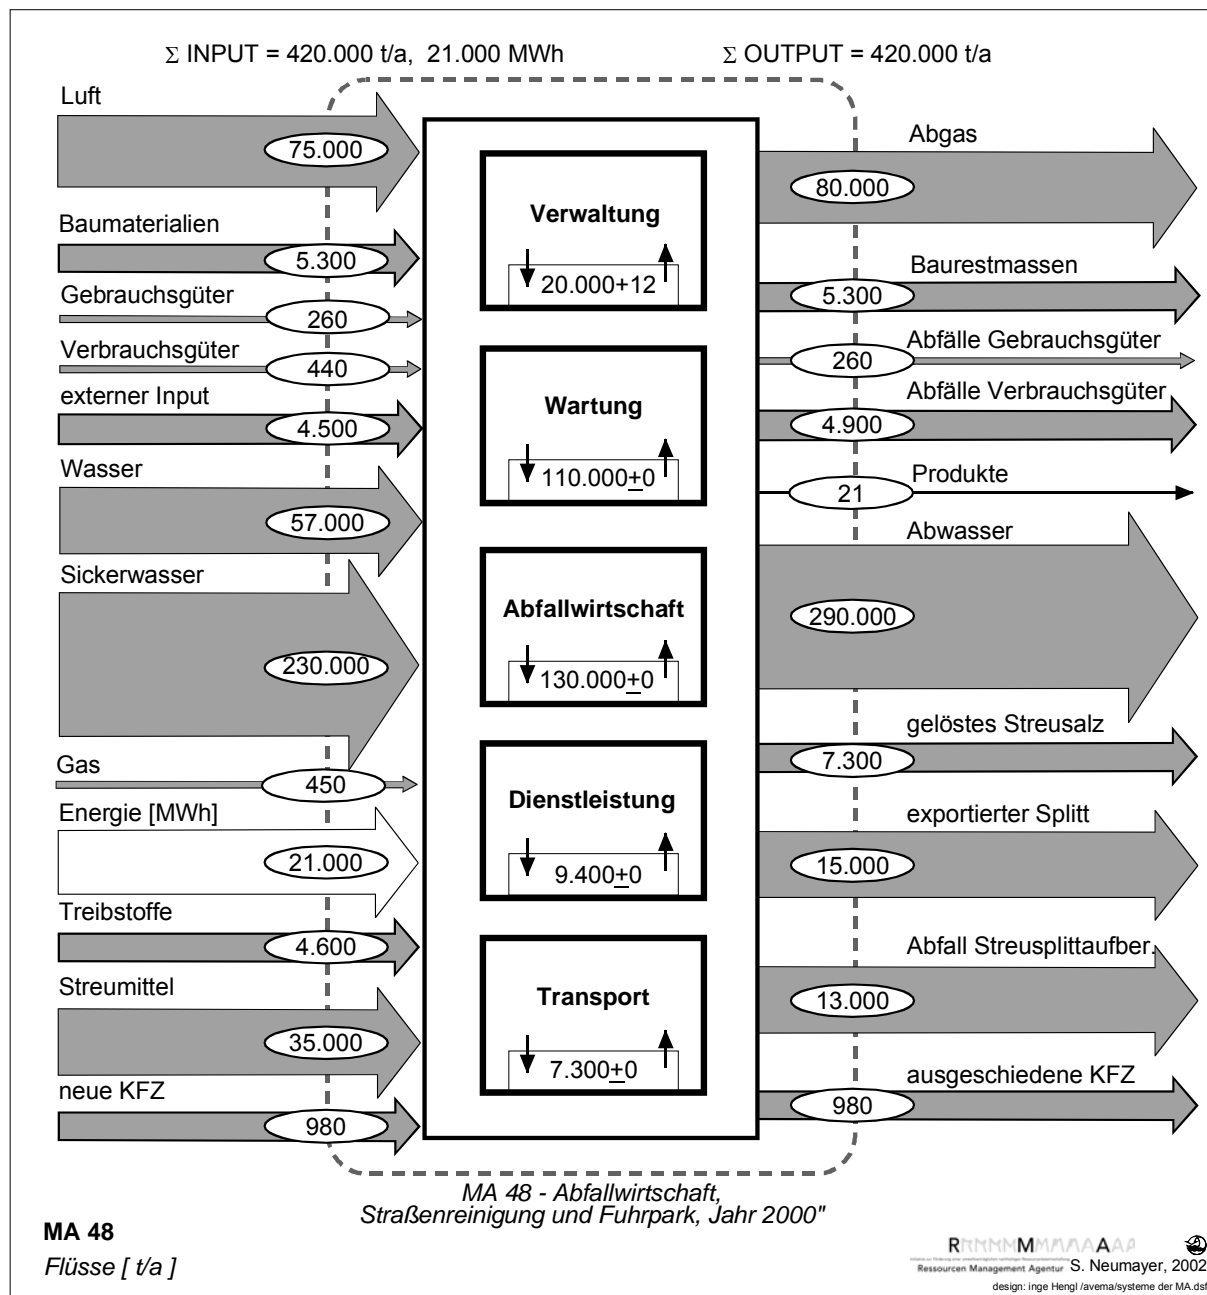 Σ INPUT = 420.000 t/a, 21.000 MWh
Σ OUTPUT = 420.000 t/a
Luft
75.000
Baumaterialien
5.300
Gebrauchsgüter
260
Verbrauchsgüter
440
externer Input
4.500
Wasser
57.000
Sickerwasser
230.000
Gas
450
Energie [MWh]
21.000
Treibstoffe
4.600
Streumittel
35.000
neue KFZ
980
Verwaltung
20.000+12
Wartung
110.000±0
Abfallwirtschaft
130.000±0
Dienstleistung
9.400±0
Transport
7.300±0
Abgas
80.000
Baurestmassen
5.300
Abfälle Gebrauchsgüter
260
Abfälle Verbrauchsgüter
4.900
Produkte
21
Abwasser
290.000
gelöstes Streusalz
7.300
exportierter Splitt
15.000
Abfall Streusplittaufber.
13.000
ausgeschiedene KFZ
980
MA 48 - Abfallwirtschaft,
Straßenreinigung und Fuhrpark, Jahr 2000"
MA 48
Flüsse [ t/a ]
Ressourcen Management Agentur
S. Neumayer, 2002
design: inge Hengl /avema/systeme der MA.dsf